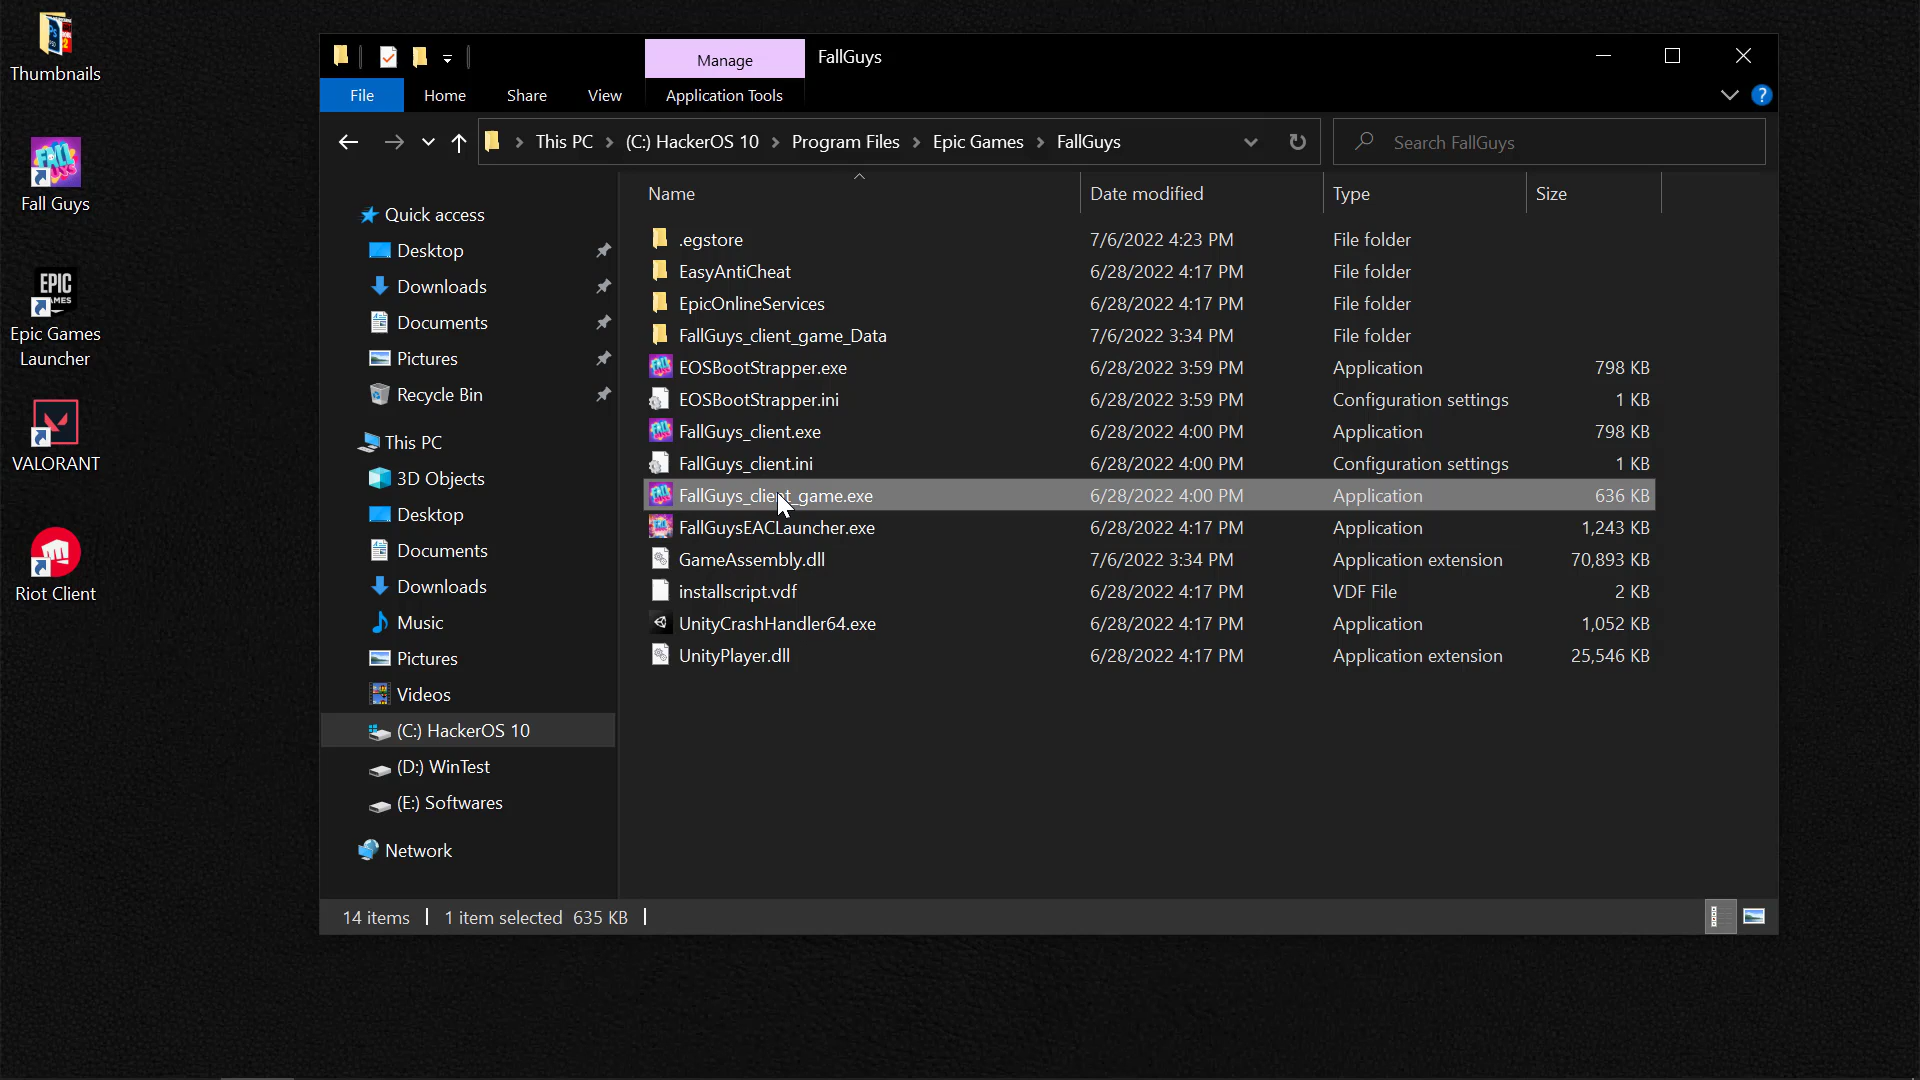 Thumbnails
Fall Guys
EPIC
Epic Games
Launcher
VALORANT
Riot Client
Manage
FallGuys
File
Home
Share
View
Application Tools
?
This PC > (C:) HackerOS 10 > Program Files > Epic Games > FallGuys
Search FallGuys
Quick access
Desktop
Downloads
Documents
Pictures
Recycle Bin
This PC
3D Objects
Desktop
Documents
Downloads
Music
Pictures
Videos
(C:) HackerOS 10
(D:) WinTest
(E:) Softwares
Network
Name Date modified Type Size
.egstore 7/6/2022 4:23 PM File folder
EasyAntiCheat 6/28/2022 4:17 PM File folder
EpicOnlineServices 6/28/2022 4:17 PM File folder
FallGuys_client_game_Data 7/6/2022 3:34 PM File folder
EOSBootStrapper.exe 6/28/2022 3:59 PM Application 798 KB
EOSBootStrapper.ini 6/28/2022 3:59 PM Configuration settings 1 KB
FallGuys_client.exe 6/28/2022 4:00 PM Application 798 KB
FallGuys_client.ini 6/28/2022 4:00 PM Configuration settings 1 KB
FallGuys_client_game.exe 6/28/2022 4:00 PM Application 636 KB
FallGuysEACLauncher.exe 6/28/2022 4:17 PM Application 1,243 KB
GameAssembly.dll 7/6/2022 3:34 PM Application extension 70,893 KB
installscript.vdf 6/28/2022 4:17 PM VDF File 2 KB
UnityCrashHandler64.exe 6/28/2022 4:17 PM Application 1,052 KB
UnityPlayer.dll 6/28/2022 4:17 PM Application extension 25,546 KB
14 items 1 item selected 635 KB